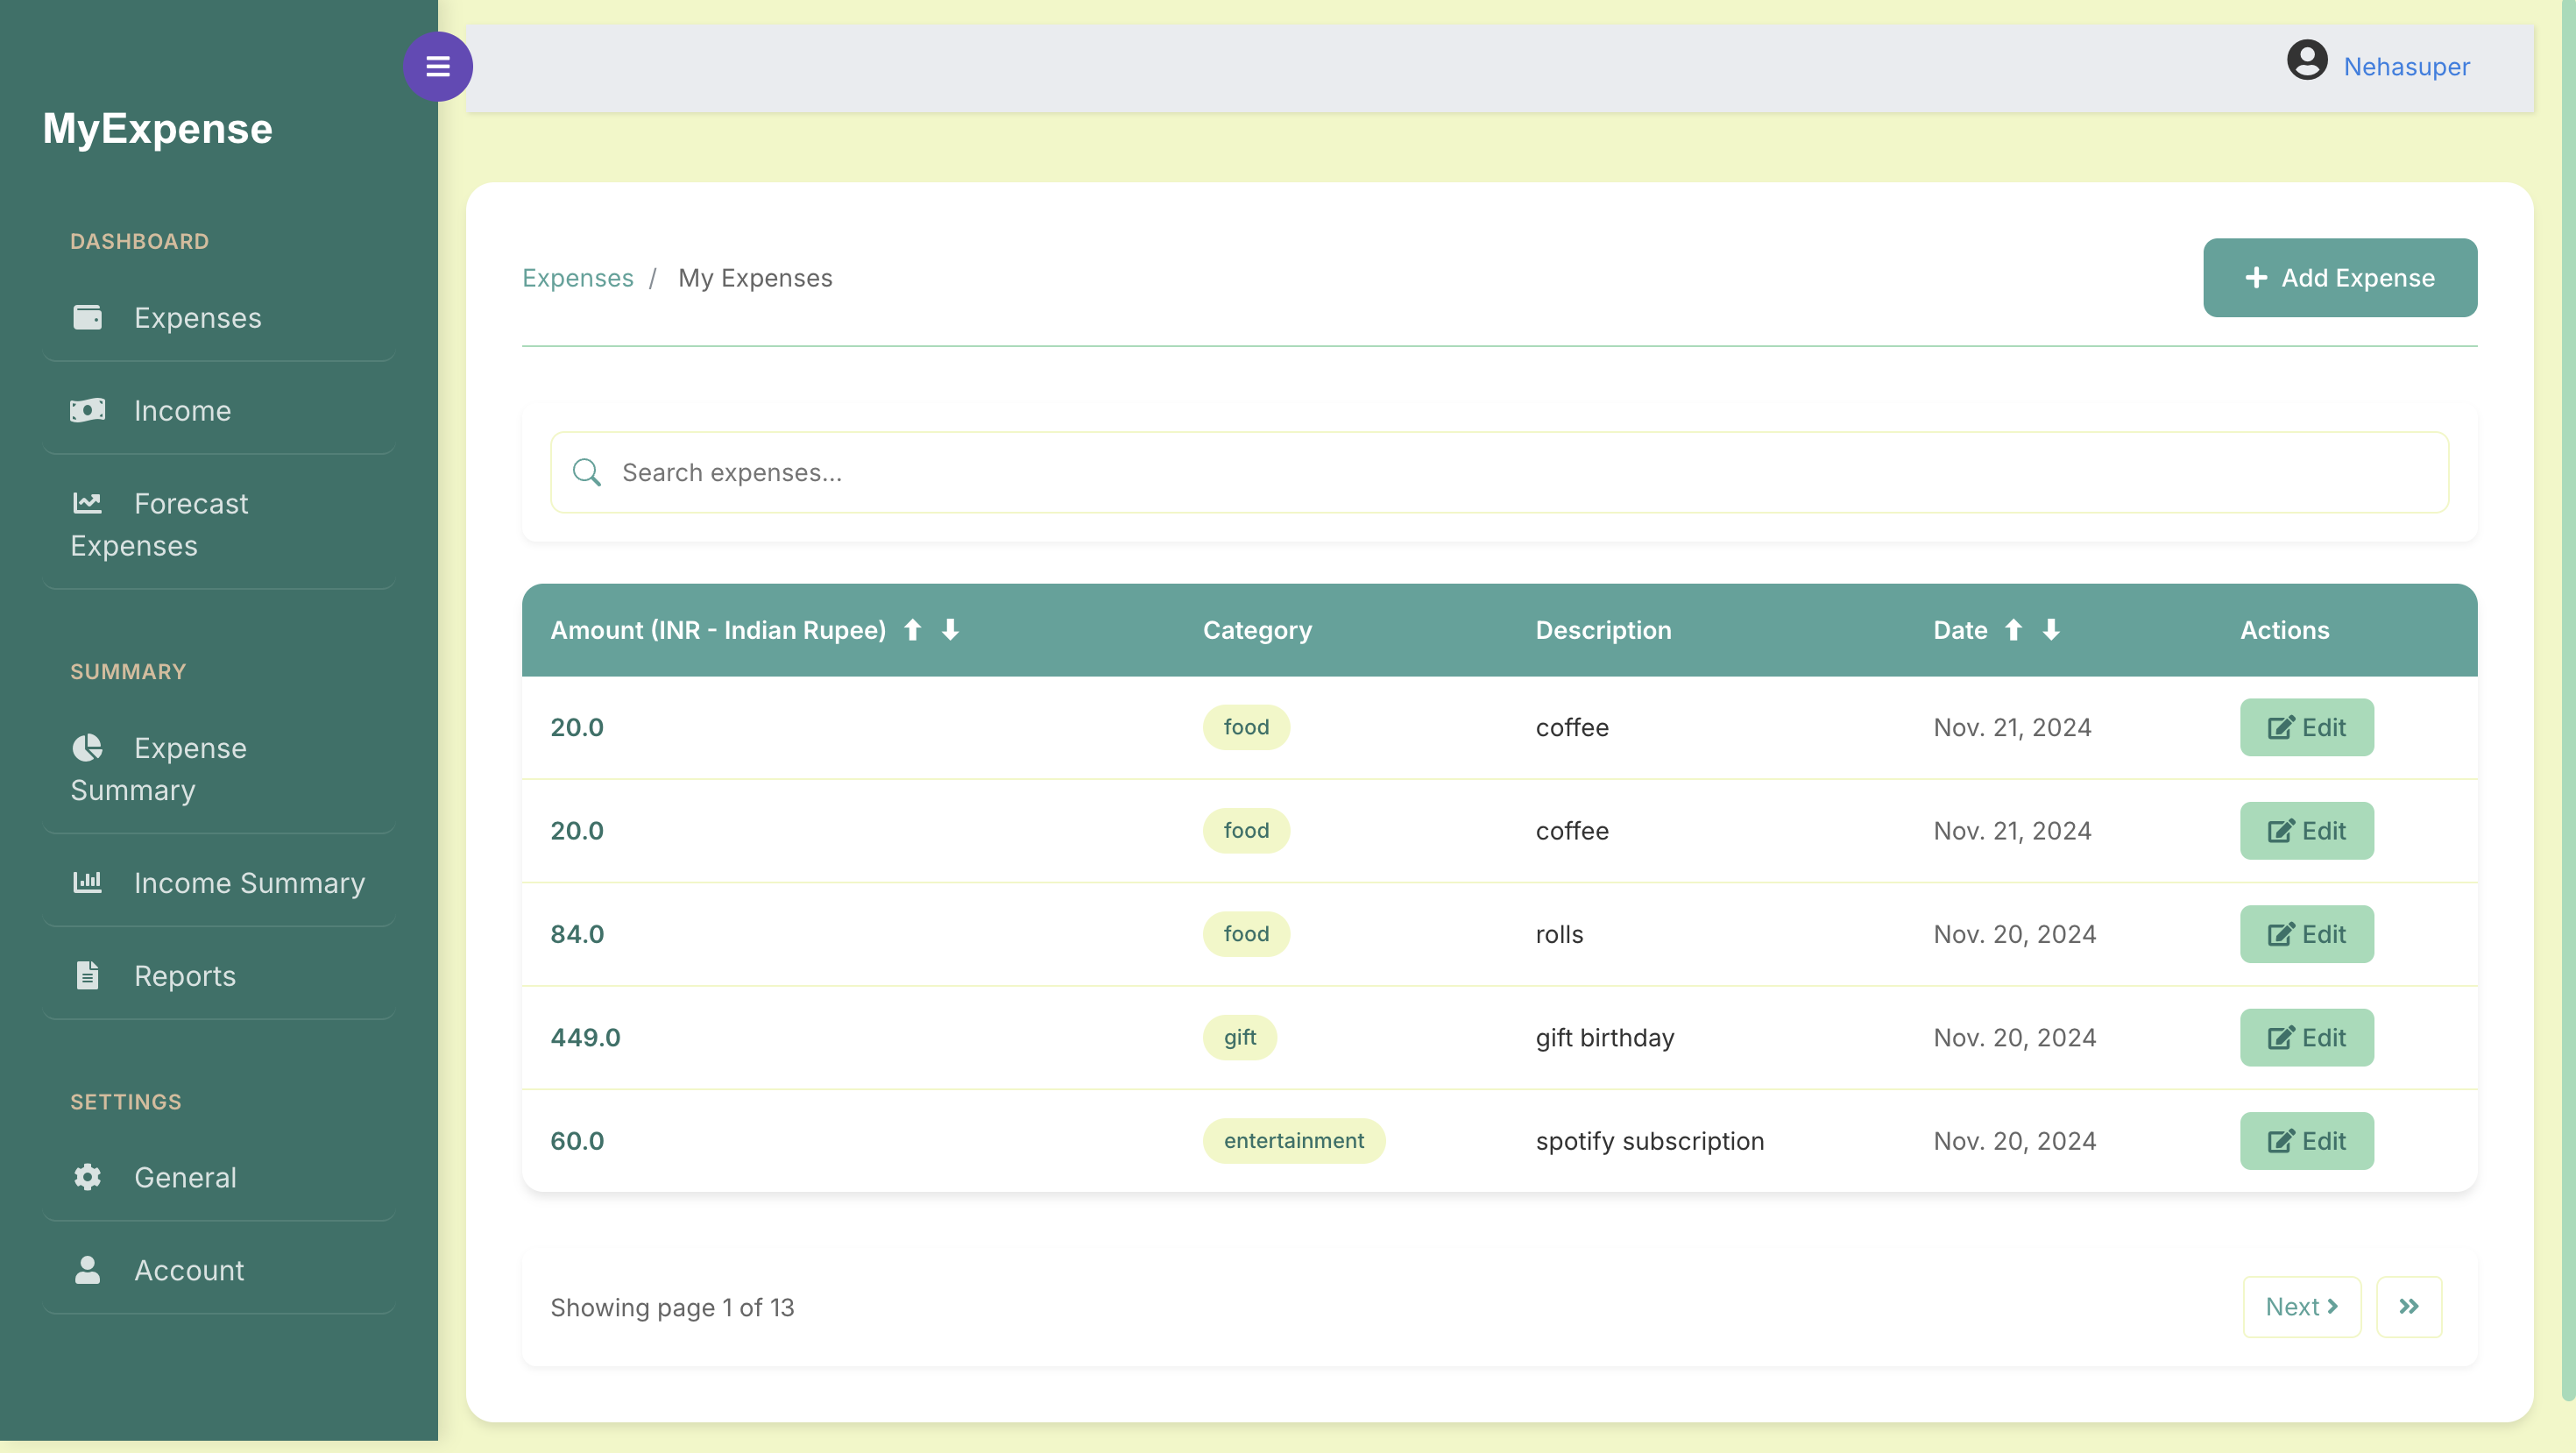 MyExpense
DASHBOARD
Expenses
Income
Forecast
Expenses
SUMMARY
Expense
Summary
Income Summary
Reports
SETTINGS
General
Account
Nehasuper
Expenses / My Expenses
Add Expense
Search expenses...
Amount (INR - Indian Rupee) Category Description Date Actions
20.0 food coffee Nov. 21, 2024 Edit
20.0 food coffee Nov. 21, 2024 Edit
84.0 food rolls Nov. 20, 2024 Edit
449.0 gift gift birthday Nov. 20, 2024 Edit
60.0 entertainment spotify subscription Nov. 20, 2024 Edit
Showing page 1 of 13
Next